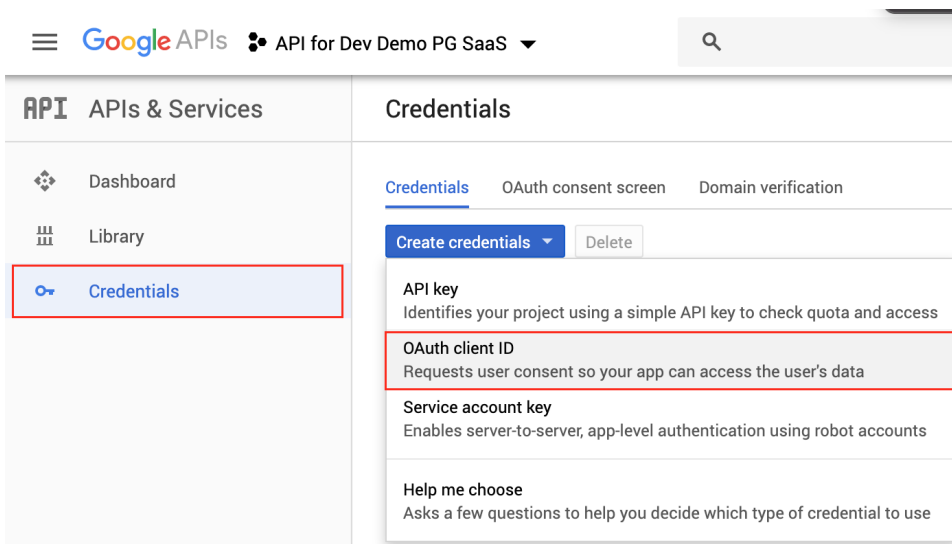 Google APIs API for Dev Demo PG SaaS
API APIs & Services
Credentials
Dashboard
Library
Credentials
Credentials OAuth consent screen Domain verification
Create credentials Delete
API key
Identifies your project using a simple API key to check quota and access
OAuth client ID
Requests user consent so your app can access the user's data
Service account key
Enables server-to-server, app-level authentication using robot accounts
Help me choose
Asks a few questions to help you decide which type of credential to use